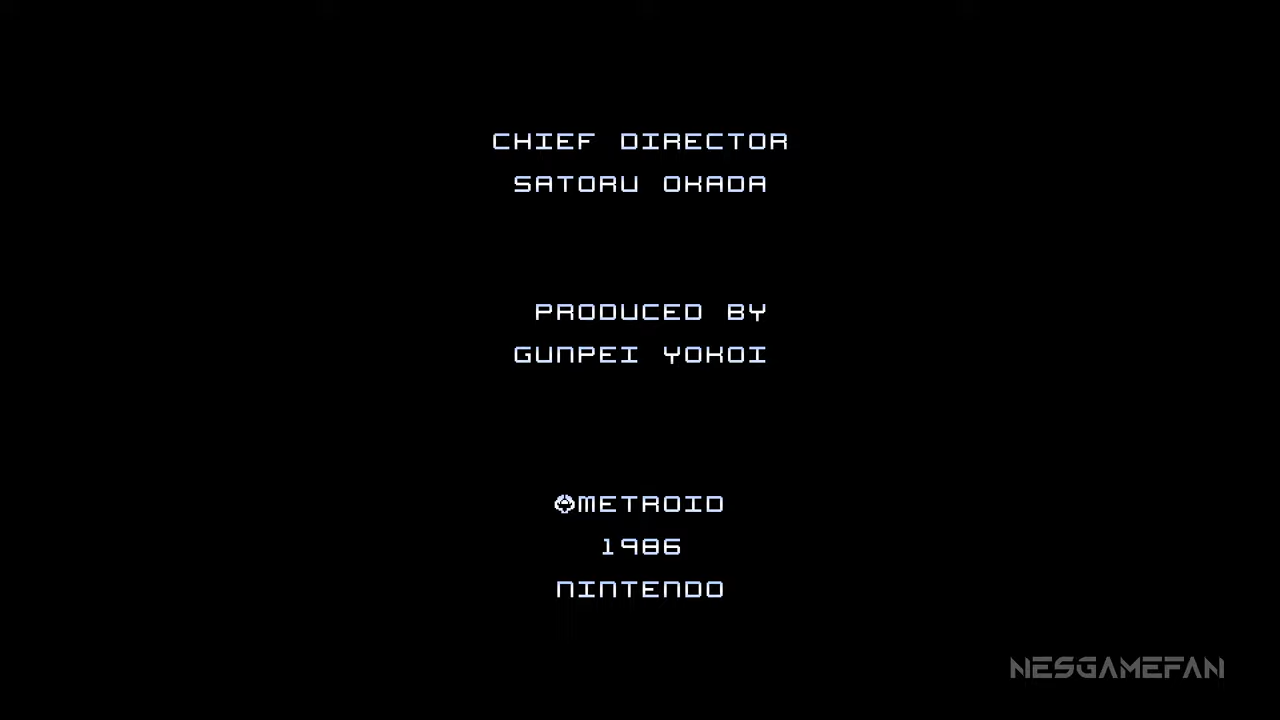 CHIEF DIRECTOR
SATORU OKADA
PRODUCED BY
GUNPEI YOKOI
METROID
1986
NINTENDO
NESGAMEFAN